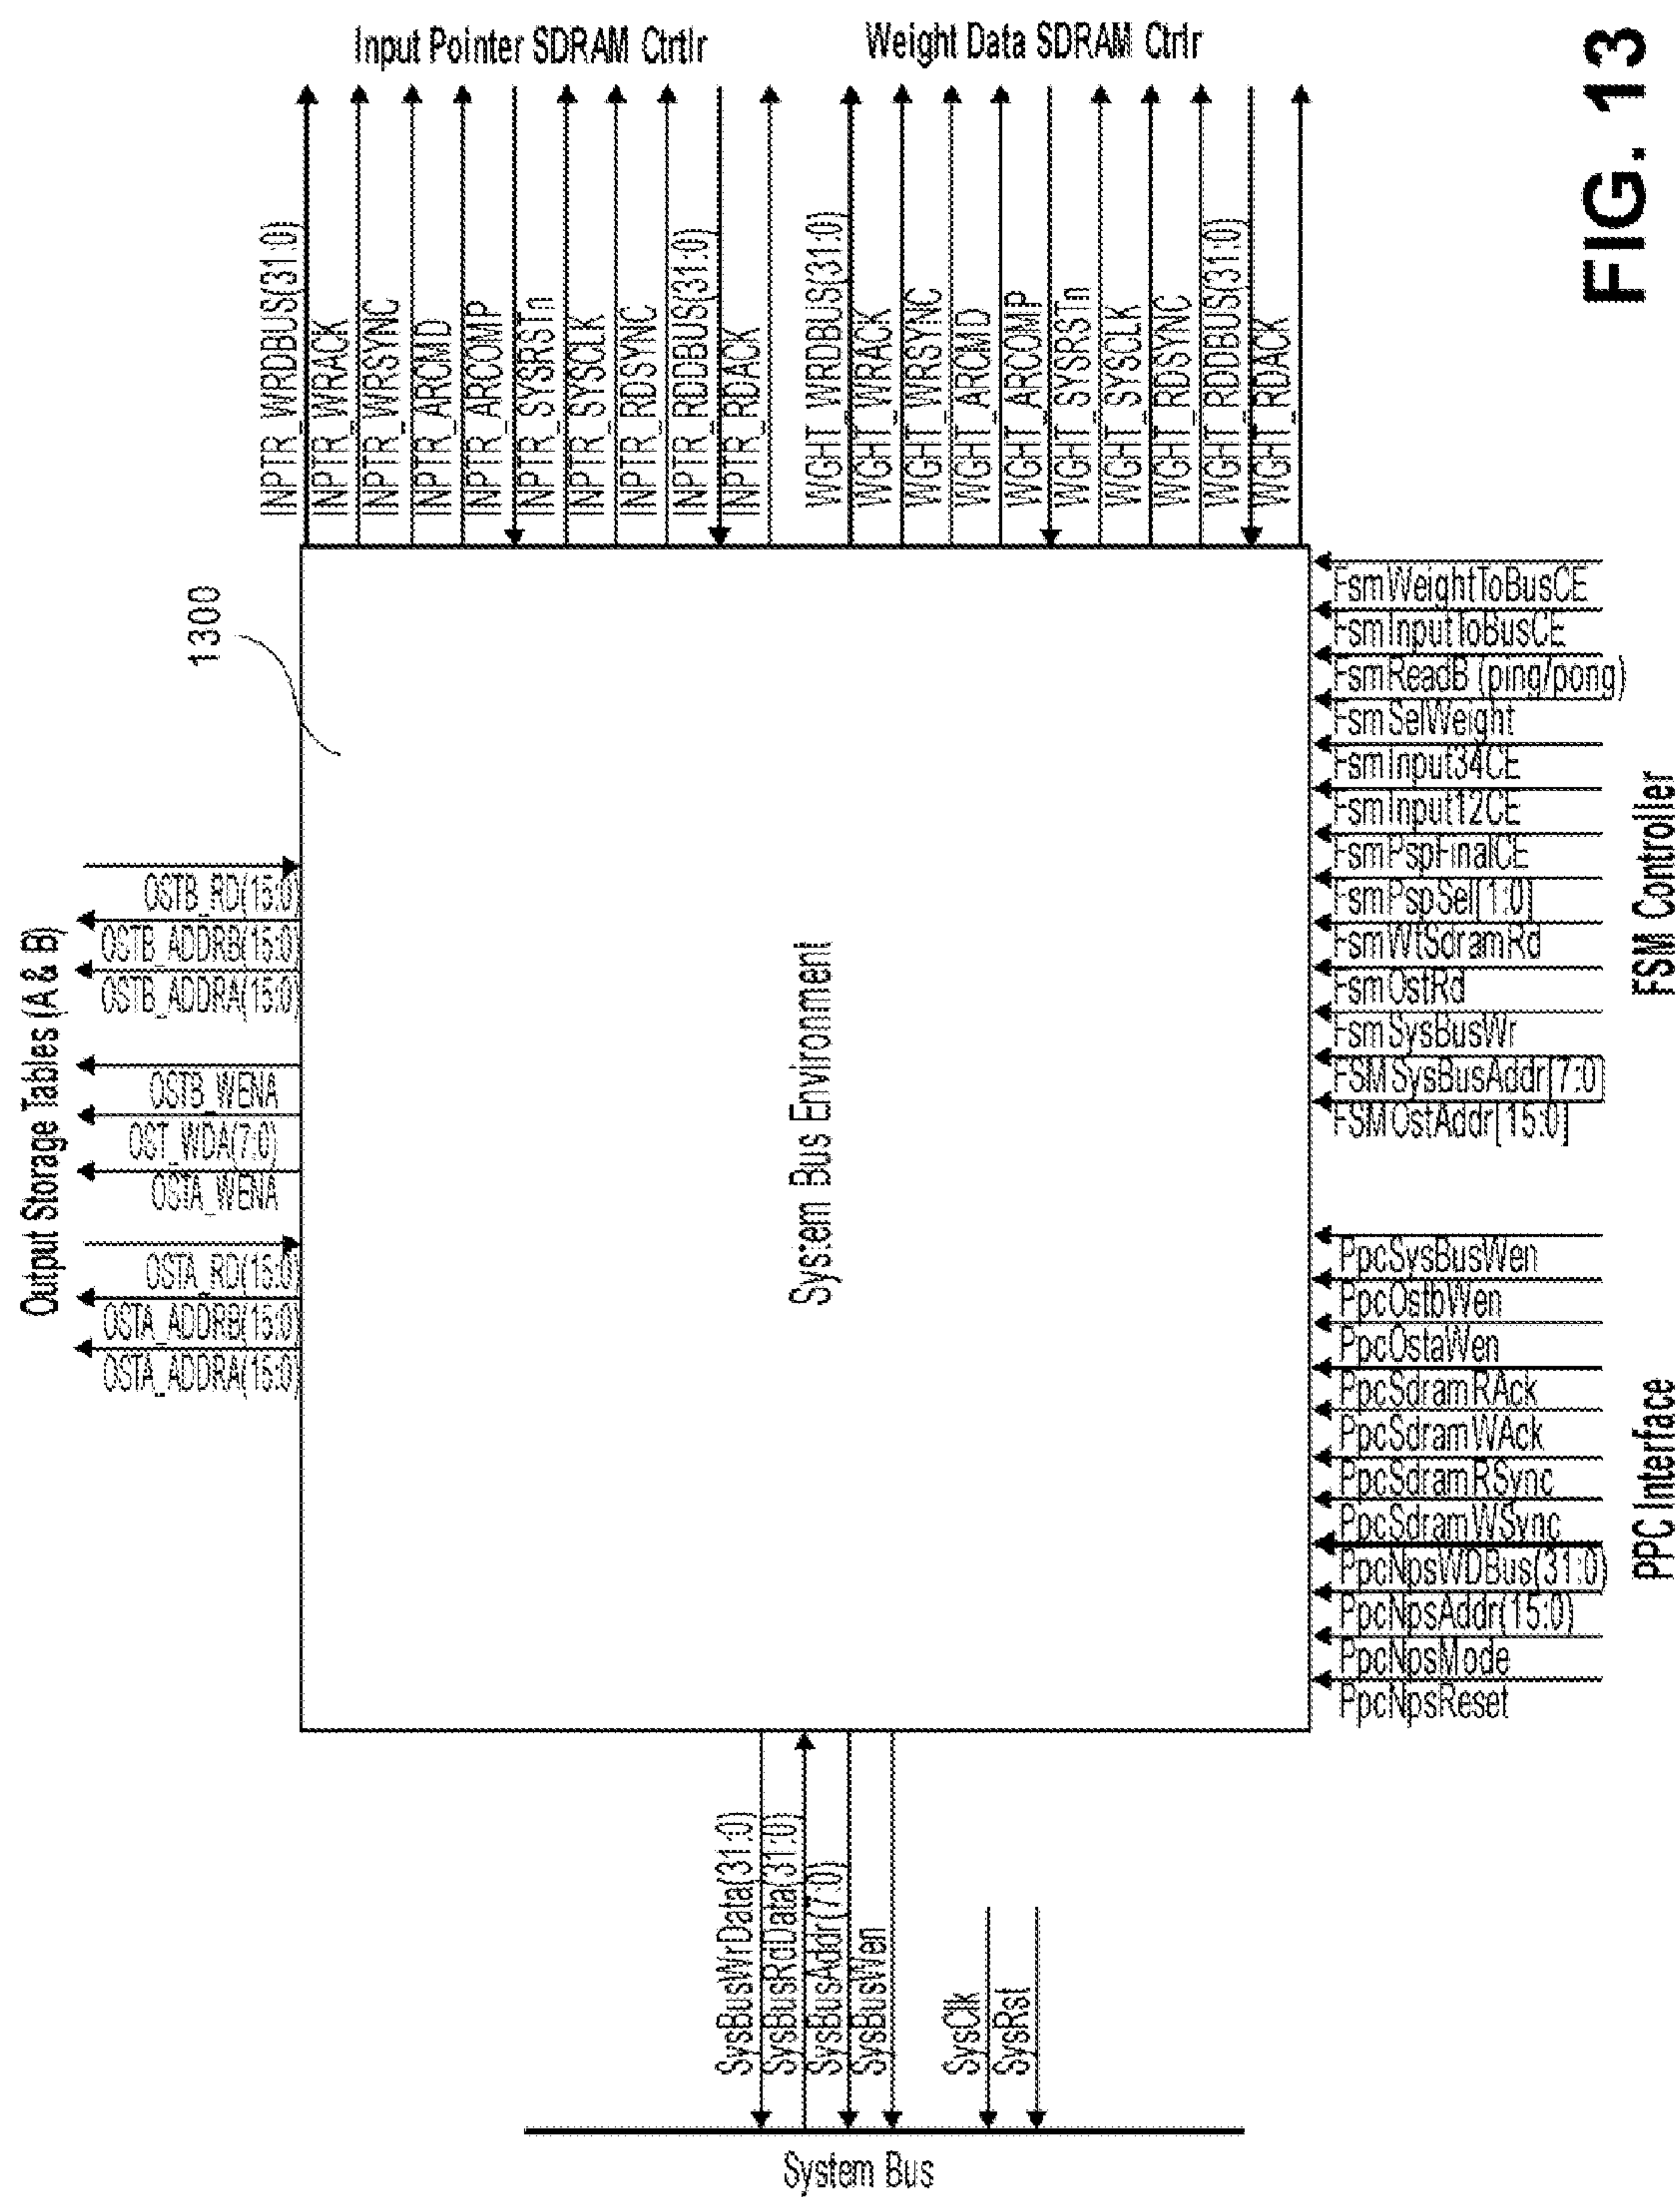 Input Pointer SDRAM Ctrtlr
INPTR_WRDBUS(31:0)
INPTR_WRACK
INPTR_WRSYNC
INPTR_ARCMD
INPTR_ARCOMP
INPTR_SYSRSTn
INPTR_SYSCLK
INPTR_RDSYNC
INPTR_RDDBUS(31:0)
INPTR_RDACK
Weight Data SDRAM Ctrlr
WGHT_WRDBUS(31:0)
WGHT_WRACK
WGHT_WRSYNC
WGHT_ARCMD
WGHT_ARCOMP
WGHT_SYSRSTn
WGHT_SYSCLK
WGHT_RDSYNC
WGHT_RDDBUS(31:0)
WGHT_RDACK
FIG. 13
1300
Output Storage Tables (A & B)
OSTB_RD(15:0)
OSTB_ADDRB(15:0)
OSTB_ADDRA(15:0)
OSTB_WENA
OST_WDA(7:0)
OSTA_WENA
OSTA_RD(15:0)
OSTA_ADDRB(15:0)
OSTA_ADDRA(15:0)
System Bus Environment
FsmWeightToBusCE
FsmInputToBusCE
FsmReadB (ping/pong)
FsmSelWeight
FsmInput34CE
FsmInput12CE
FsmPspFinalCE
FsmPspSel[1:0]
FsmWtSdramRd
FsmOstRd
FsmSysBusWr
FSMSysBusAddr[7:0]
FSMOstAddr[15:0]
FSM Controller
PpcSysBusWen
PpcOstbWen
PpcOstaWen
PpcSdramRAck
PpcSdramWAck
PpcSdramRSync
PpcSdramWSync
PpcNpsWDBus(31:0)
PpcNpsAddr(15:0)
PpcNpsMode
PpcNpsReset
PPC Interface
SysBusWrData(31:0)
SysBusRdData(31:0)
SysBusAddr(7:0)
SysBusWen
SysClk
SysRst
System Bus